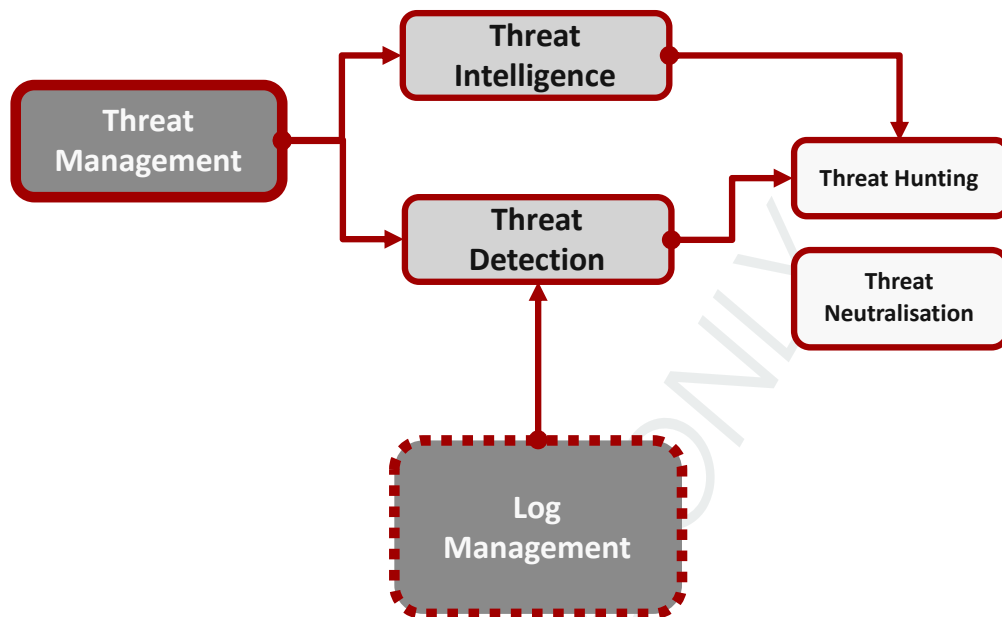 Threat
Intelligence
Threat
Management
Threat Hunting
Threat
Detection
Threat
Neutralisation
Log
Management
ONLY